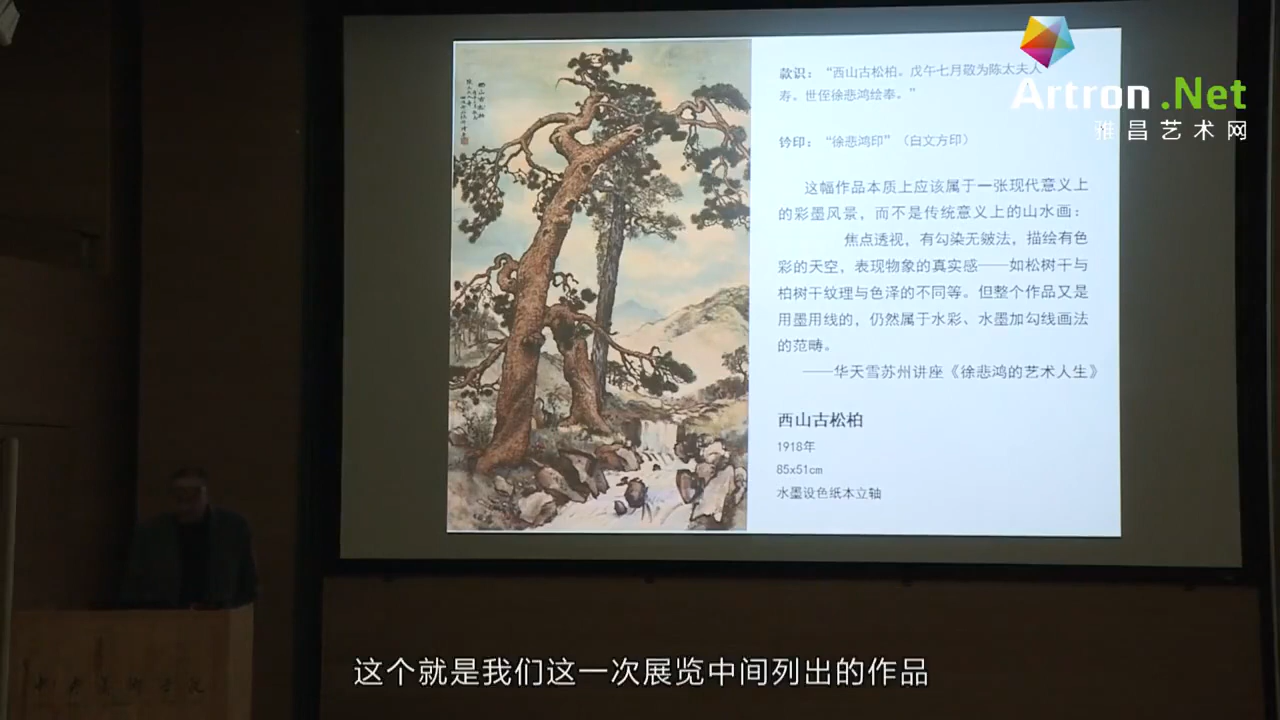 Artron.Net
雅昌艺术网
款识：“西山古松柏。戊午七月敬为陈太夫人
寿。世侄徐悲鸿绘奉。”
钤印：“徐悲鸿印”（白文方印）
这幅作品本质上应该属于一张现代意义上
的彩墨风景，而不是传统意义上的山水画：
焦点透视，有勾染无皴法，描绘有色
彩的天空，表现物象的真实感——如松树干与
柏树干纹理与色泽的不同等。但整个作品又是
用墨用线的，仍然属于水彩、水墨加勾线画法
的范畴。
——华天雪苏州讲座《徐悲鸿的艺术人生》
西山古松柏
1918年
85x51cm
水墨设色纸本立轴
中央美术学院
这个就是我们这一次展览中间列出的作品